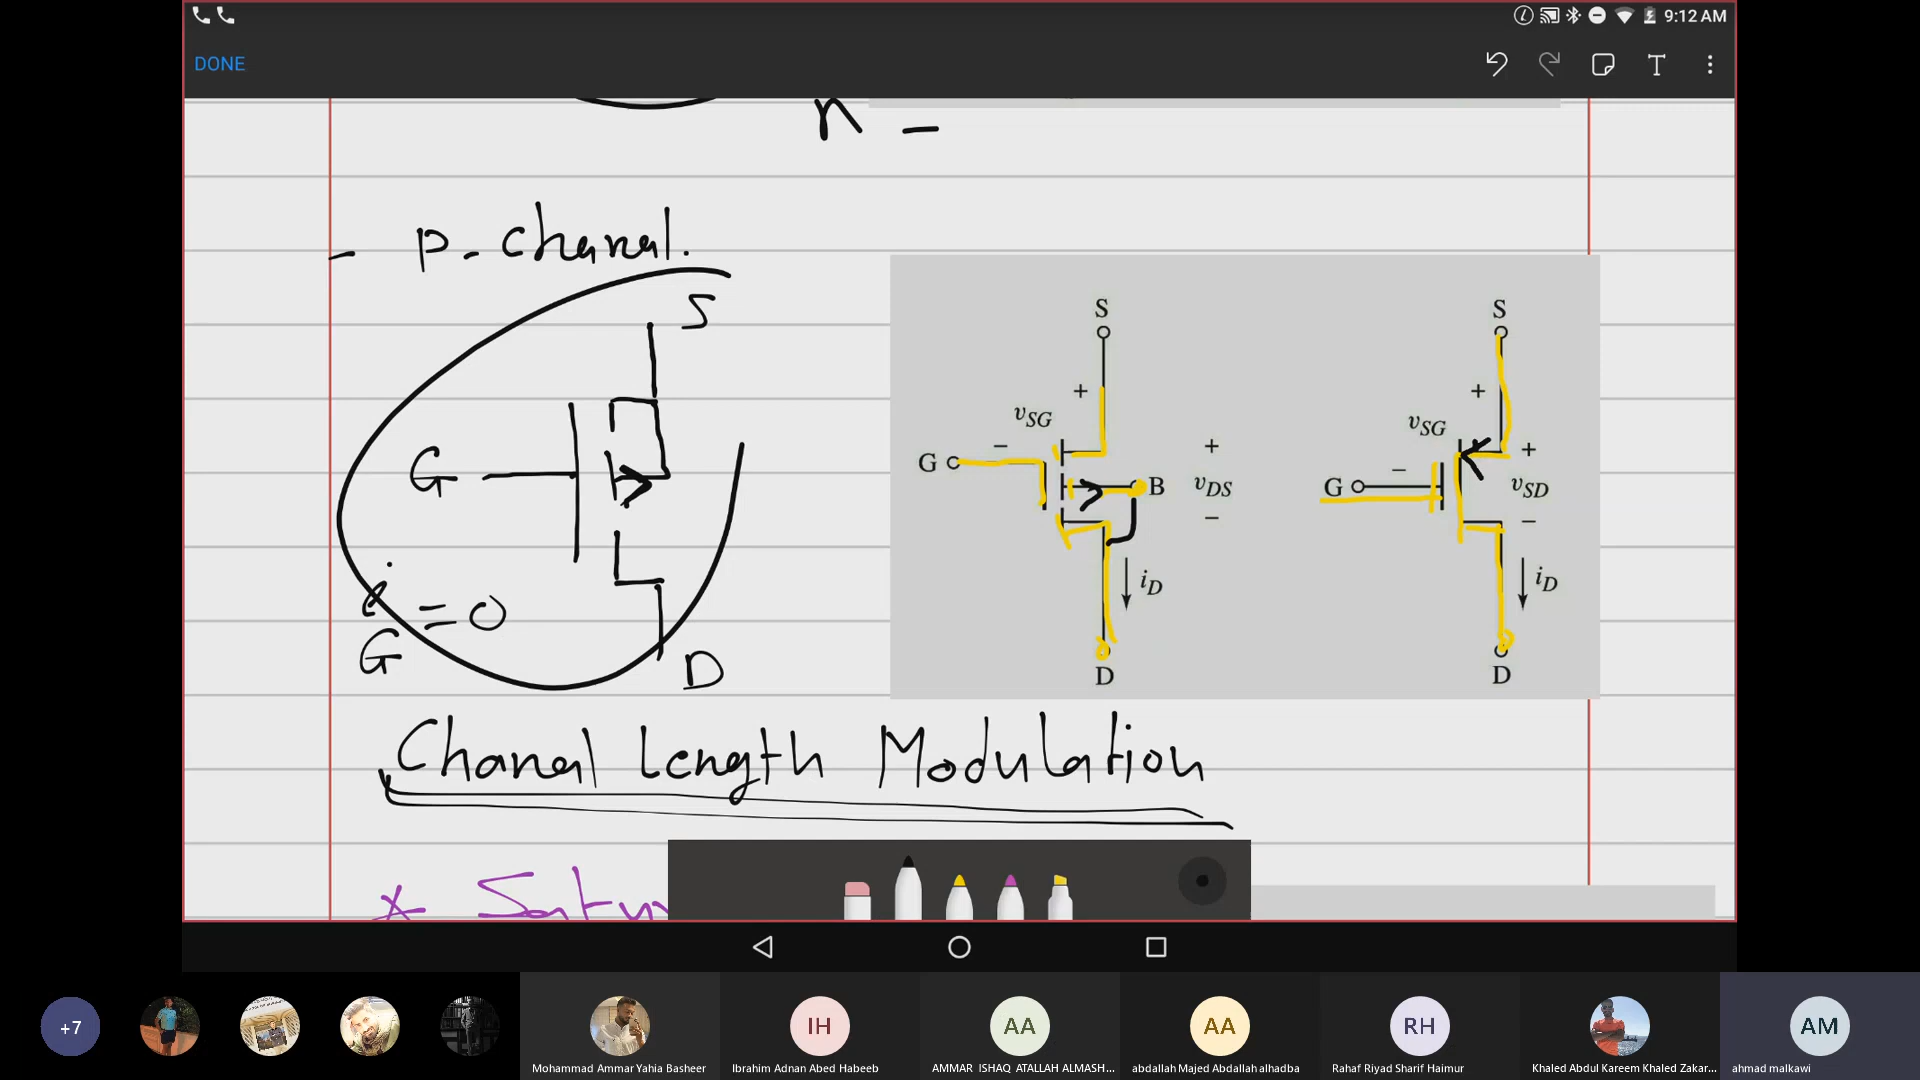 9:12 AM
DONE
T
n -
- p-chanal.
S
G
i G = 0
D
S
+
vSG
-
G
B
+
vDS
-
iD
D
S
+
vSG
-
G
+
vSD
-
iD
D
Chanal Length Modulation
* Satu
+7
IH
AA
AA
RH
AM
Mohammad Ammar Yahia Basheer
Ibrahim Adnan Abed Habeeb
AMMAR ISHAQ ATALLAH ALMASH...
abdallah Majed Abdallah alhadba
Rahaf Riyad Sharif Haimur
Khaled Abdul Kareem Khaled Zakar...
ahmad malkawi